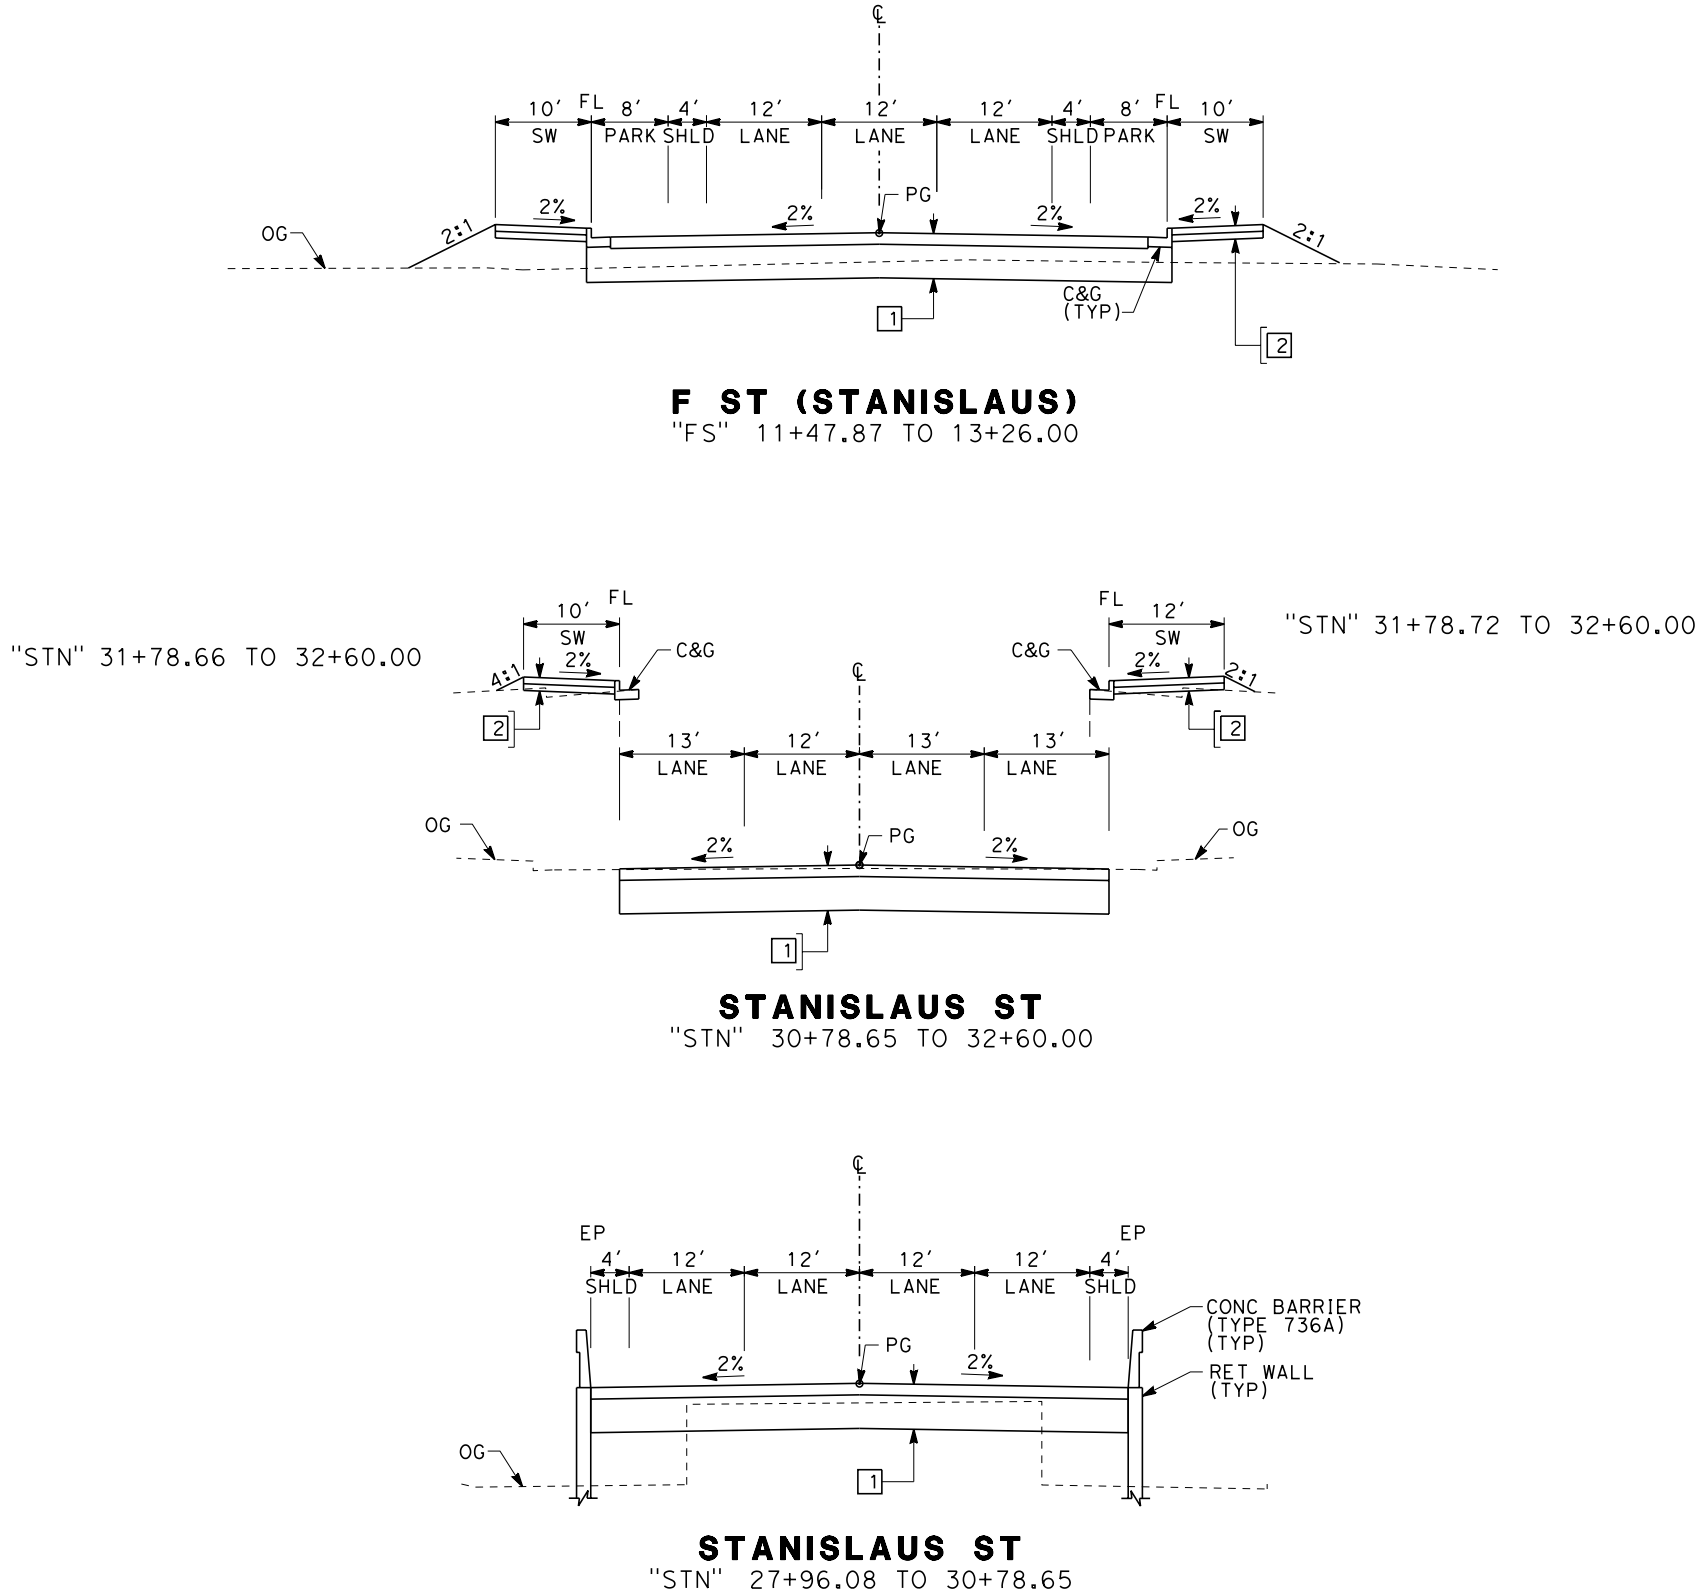 ℄
10' FL 8' 4' 12' 12' 12' 4' 8' FL 10'
SW PARK SHLD LANE LANE LANE SHLD PARK SW
PG
2% 2% 2% 2%
OG 2:1 2:1
C&G
(TYP)
1
2
F ST (STANISLAUS)
"FS" 11+47.87 TO 13+26.00
10' FL FL 12'
SW SW
"STN" 31+78.66 TO 32+60.00
"STN" 31+78.72 TO 32+60.00
4:1 2% C&G ℄ C&G 2% 2:1
2 2
13' 12' 13' 13'
LANE LANE LANE LANE
OG PG OG
2% 2%
1
STANISLAUS ST
"STN" 30+78.65 TO 32+60.00
℄
EP EP
4' 12' 12' 12' 12' 4'
SHLD LANE LANE LANE LANE SHLD
CONC BARRIER
(TYPE 736A)
(TYP)
PG
2% 2%
RET WALL
(TYP)
OG
1
STANISLAUS ST
"STN" 27+96.08 TO 30+78.65